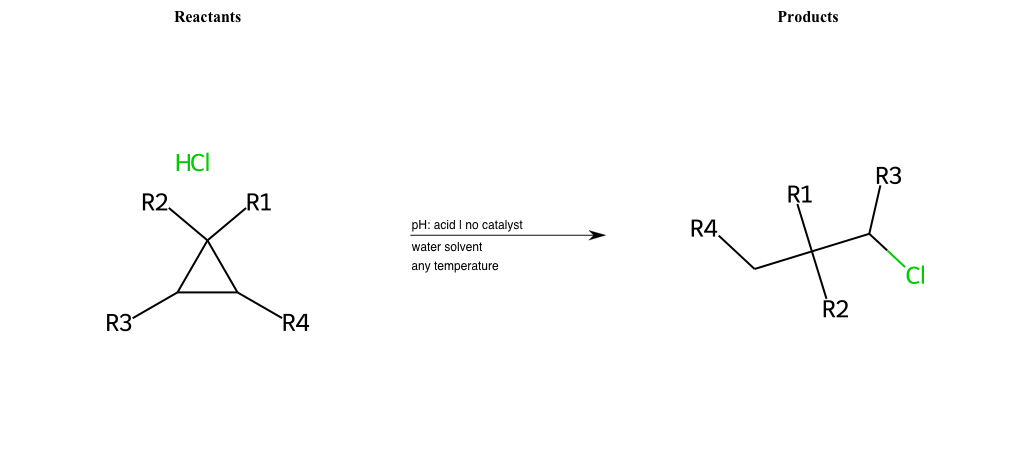 Reactants
Products
HCl
R2 R1
R3 R4
pH: acid | no catalyst
water solvent
any temperature
R3
R1
R4
Cl
R2